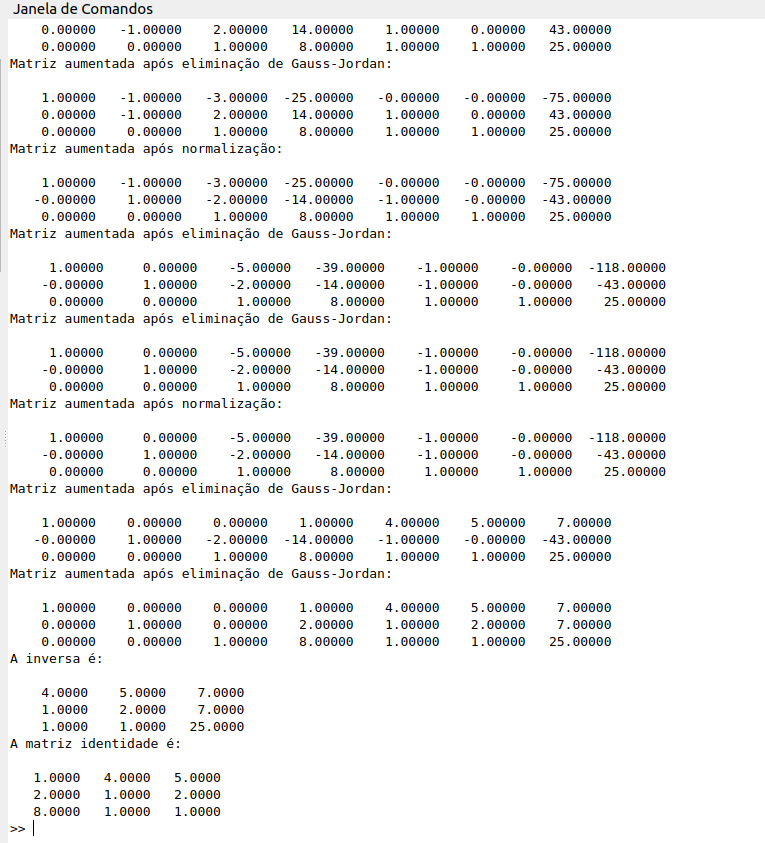 Janela de Comandos
0.00000 -1.00000 2.00000 14.00000 1.00000 0.00000 43.00000
0.00000 0.00000 1.00000 8.00000 1.00000 1.00000 25.00000
Matriz aumentada após eliminação de Gauss-Jordan:
1.00000 -1.00000 -3.00000 -25.00000 -0.00000 -0.00000 -75.00000
0.00000 -1.00000 2.00000 14.00000 1.00000 0.00000 43.00000
0.00000 0.00000 1.00000 8.00000 1.00000 1.00000 25.00000
Matriz aumentada após normalização:
1.00000 -1.00000 -3.00000 -25.00000 -0.00000 -0.00000 -75.00000
-0.00000 1.00000 -2.00000 -14.00000 -1.00000 -0.00000 -43.00000
0.00000 0.00000 1.00000 8.00000 1.00000 1.00000 25.00000
Matriz aumentada após eliminação de Gauss-Jordan:
1.00000 0.00000 -5.00000 -39.00000 -1.00000 -0.00000 -118.00000
-0.00000 1.00000 -2.00000 -14.00000 -1.00000 -0.00000 -43.00000
0.00000 0.00000 1.00000 8.00000 1.00000 1.00000 25.00000
Matriz aumentada após eliminação de Gauss-Jordan:
1.00000 0.00000 -5.00000 -39.00000 -1.00000 -0.00000 -118.00000
-0.00000 1.00000 -2.00000 -14.00000 -1.00000 -0.00000 -43.00000
0.00000 0.00000 1.00000 8.00000 1.00000 1.00000 25.00000
Matriz aumentada após normalização:
1.00000 0.00000 -5.00000 -39.00000 -1.00000 -0.00000 -118.00000
-0.00000 1.00000 -2.00000 -14.00000 -1.00000 -0.00000 -43.00000
0.00000 0.00000 1.00000 8.00000 1.00000 1.00000 25.00000
Matriz aumentada após eliminação de Gauss-Jordan:
1.00000 0.00000 0.00000 1.00000 4.00000 5.00000 7.00000
-0.00000 1.00000 -2.00000 -14.00000 -1.00000 -0.00000 -43.00000
0.00000 0.00000 1.00000 8.00000 1.00000 1.00000 25.00000
Matriz aumentada após eliminação de Gauss-Jordan:
1.00000 0.00000 0.00000 1.00000 4.00000 5.00000 7.00000
0.00000 1.00000 0.00000 2.00000 1.00000 2.00000 7.00000
0.00000 0.00000 1.00000 8.00000 1.00000 1.00000 25.00000
A inversa é:
4.0000 5.0000 7.0000
1.0000 2.0000 7.0000
1.0000 1.0000 25.0000
A matriz identidade é:
1.0000 4.0000 5.0000
2.0000 1.0000 2.0000
8.0000 1.0000 1.0000
>>